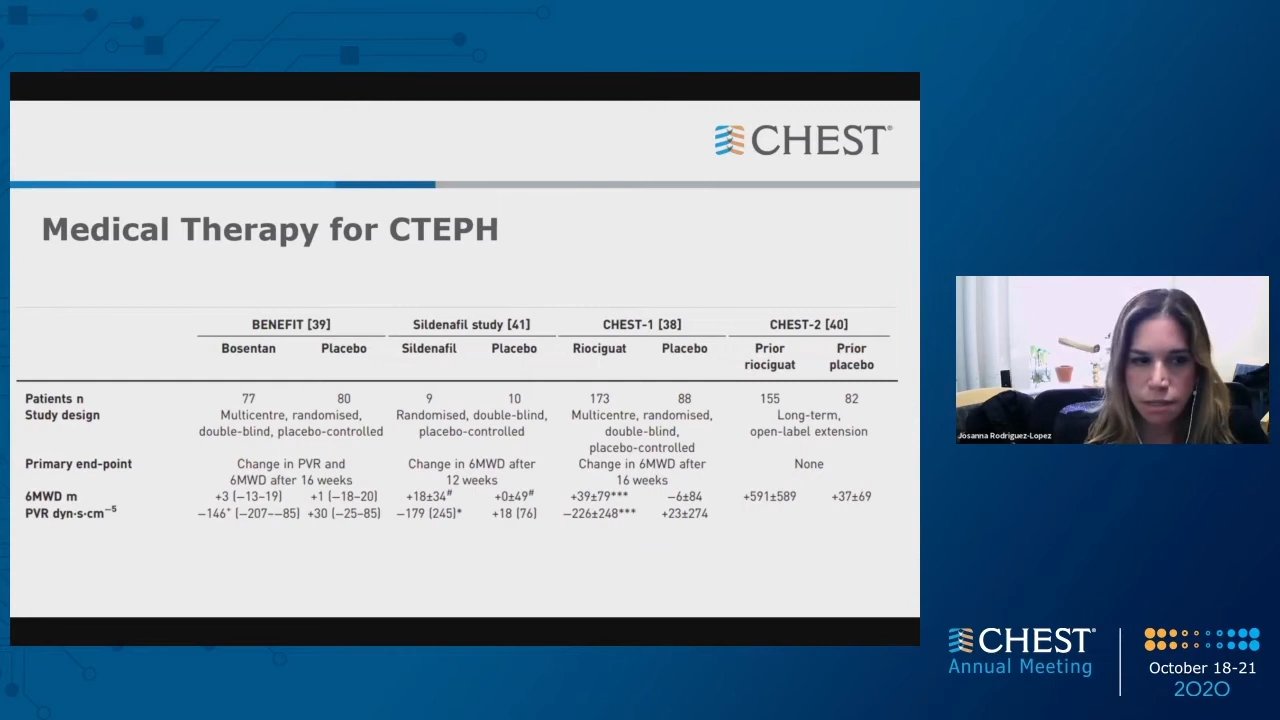 CHEST®
Medical Therapy for CTEPH
BENEFIT [39] Sildenafil study [41] CHEST-1 [38] CHEST-2 [40]
Bosentan Placebo Sildenafil Placebo Riociguat Placebo Prior riociguat Prior placebo
Patients n 77 80 9 10 173 88 155 82
Study design Multicentre, randomised, double-blind, placebo-controlled Randomised, double-blind, placebo-controlled Multicentre, randomised, double-blind, placebo-controlled Long-term, open-label extension
Primary end-point Change in PVR and 6MWD after 16 weeks Change in 6MWD after 12 weeks Change in 6MWD after 16 weeks None
6MWD m +3 (−13–19) +1 (−18–20) +18±34# +0±49# +39±79*** −6±84 +591±589 +37±69
PVR dyn·s·cm−5 −146+ (−207–−85) +30 (−25–85) −179 (245)* +18 (76) −226±248*** +23±274
Josanna Rodriguez-Lopez
CHEST®
Annual Meeting
October 18-21
2020